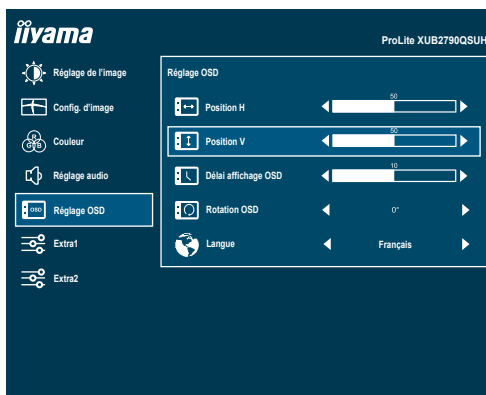 iiyama
ProLite XUB2790QSUH
Réglage de l'image
Réglage OSD
Config. d'image
50
Position H
RGB
Couleur
50
Position V
Réglage audio
10
Délai affichage OSD
OSD
Réglage OSD
Rotation OSD
0°
Extra1
Langue
Français
Extra2